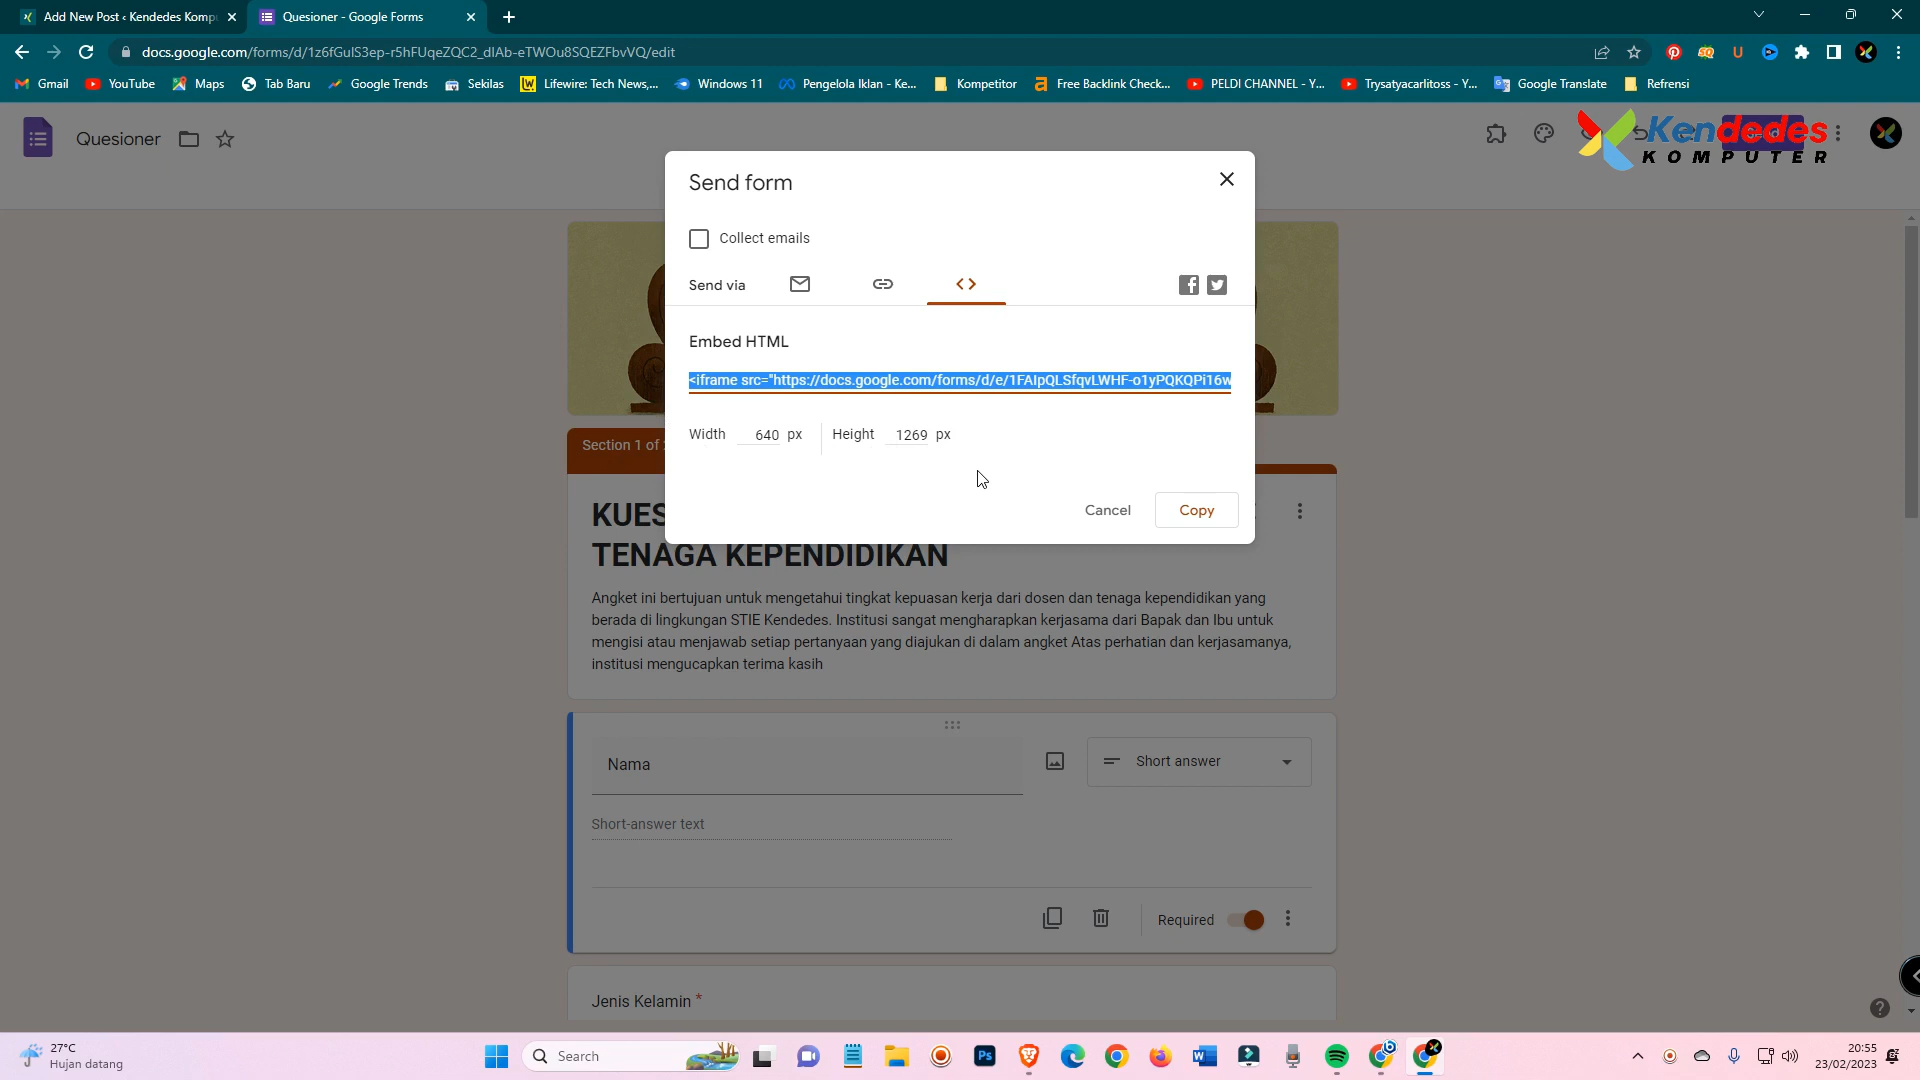 Add New Post ‹ Kendedes Kompu
Quesioner - Google Forms
docs.google.com/forms/d/1z6fGulS3ep-r5hFUqeZQC2_dIAb-eTWOu8SQEZFbvVQ/edit
Gmail YouTube Maps Tab Baru Google Trends Sekilas Lifewire: Tech News,... Windows 11 Pengelola Iklan - Ke... Kompetitor Free Backlink Check... PELDI CHANNEL - Y... Trysatyacarlitoss - Y... Google Translate Refrensi
Quesioner
Kendedes
KOMPUTER
Send form
Collect emails
Send via
Embed HTML
<iframe src="https://docs.google.com/forms/d/e/1FAIpQLSfqvLWHF-o1yPQKQPi16w
Width 640 px Height 1269 px
Cancel Copy
Section 1 of
KUES
TENAGA KEPENDIDIKAN
Angket ini bertujuan untuk mengetahui tingkat kepuasan kerja dari dosen dan tenaga kependidikan yang
berada di lingkungan STIE Kendedes. Institusi sangat mengharapkan kerjasama dari Bapak dan Ibu untuk
mengisi atau menjawab setiap pertanyaan yang diajukan di dalam angket Atas perhatian dan kerjasamanya,
institusi mengucapkan terima kasih
Nama
Short answer
Short-answer text
Required
Jenis Kelamin *
27°C
Hujan datang
Search
20:55
23/02/2023